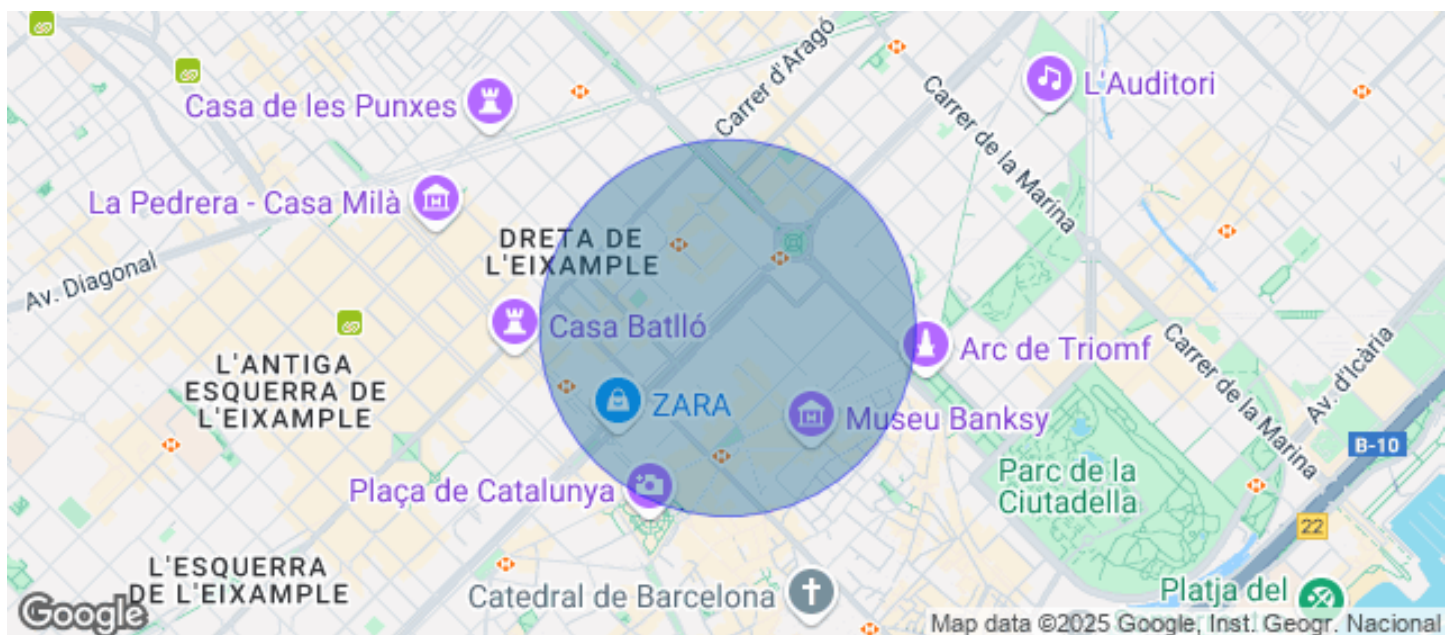 Carrer d'Aragó
L'Auditori
Casa de les Punxes
Carrer de la Marina
La Pedrera - Casa Milà
DRETA DE
L'EIXAMPLE
Av. Diagonal
Casa Batlló
Arc de Triomf
Carrer de la Marina
Av. d'Icària
L'ANTIGA
ESQUERRA DE
L'EIXAMPLE
ZARA
Museu Banksy
B-10
Parc de la
Ciutadella
Plaça de Catalunya
22
L'ESQUERRA
DE L'EIXAMPLE
Catedral de Barcelona
Platja del
Google
Map data ©2025 Google, Inst. Geogr. Nacional